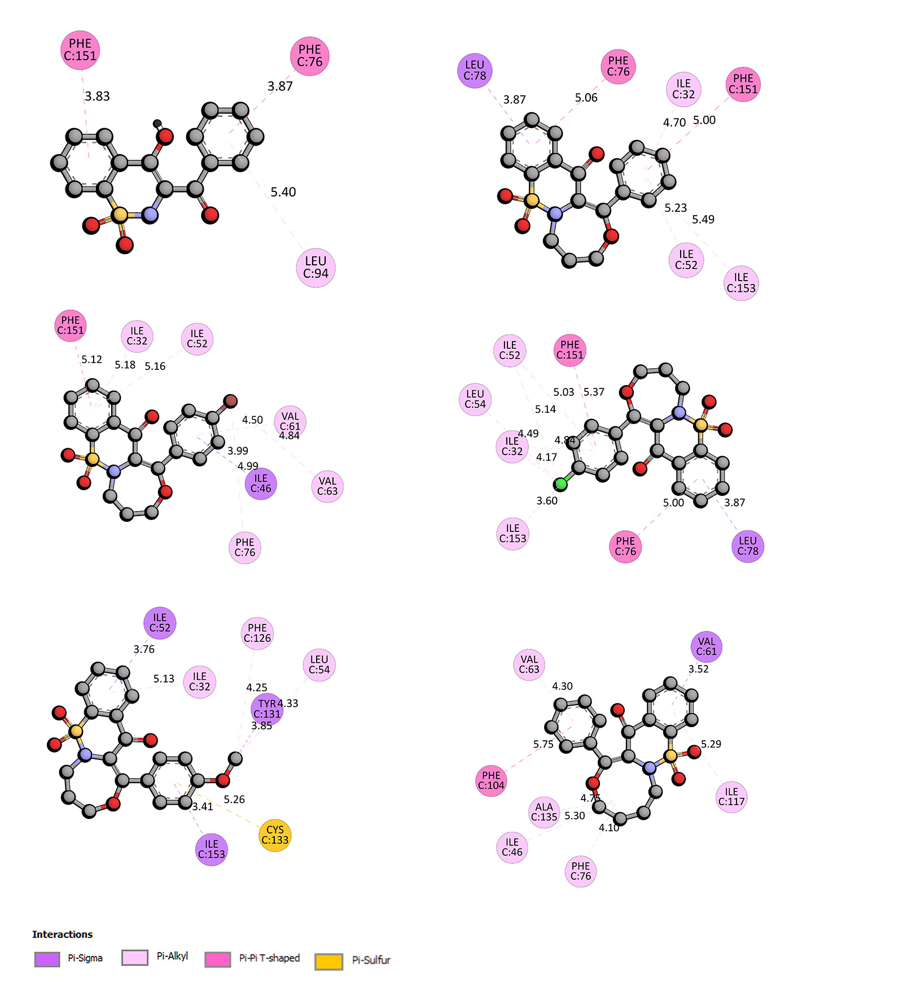 PHE
C:151
PHE
C:76
3.83
3.87
5.40
LEU
C:94
LEU
C:78
PHE
C:76
ILE
C:32
PHE
C:151
3.87
5.06
4.70
5.00
5.23
5.49
ILE
C:52
ILE
C:153
PHE
C:151
ILE
C:32
ILE
C:52
5.12
5.18
5.16
4.50
VAL
C:61
4.84
3.99
4.99
ILE
C:46
VAL
C:63
PHE
C:76
ILE
C:52
PHE
C:151
LEU
C:54
5.03
5.37
5.14
4.49
4.84
ILE
C:32
4.17
3.60
ILE
C:153
5.00
3.87
PHE
C:76
LEU
C:78
ILE
C:52
PHE
C:126
3.76
LEU
C:54
5.13
ILE
C:32
4.25
TYR
C:131
4.33
3.85
5.26
3.41
CYS
C:133
ILE
C:153
VAL
C:61
VAL
C:63
3.52
4.30
5.75
5.29
PHE
C:104
4.75
ALA
C:135
5.30
ILE
C:117
4.10
ILE
C:46
PHE
C:76
Interactions
Pi-Sigma
Pi-Alkyl
Pi-Pi T-shaped
Pi-Sulfur